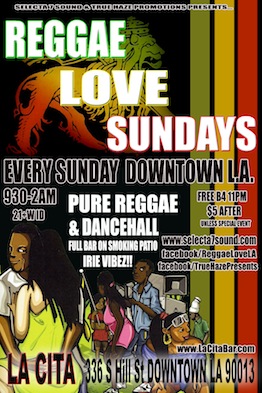 SELECTA 7 SOUND & TRUE HAZE PROMOTIONS PRESENTS...
REGGAE
LOVE
SUNDAYS
EVERY SUNDAY DOWNTOWN L.A.
930-2AM
21+ W ID
PURE REGGAE
& DANCEHALL
FULL BAR ON SMOKING PATIO
IRIE VIBEZ!!
FREE B4 11PM
$5 AFTER
UNLESS SPECIAL EVENT
www.selecta7sound.com
facebook/ReggaeLoveLA
facebook/TrueHazePresents
www.LaCitaBar.com
LA CITA 336 S Hill St DOWNTOWN LA 90013